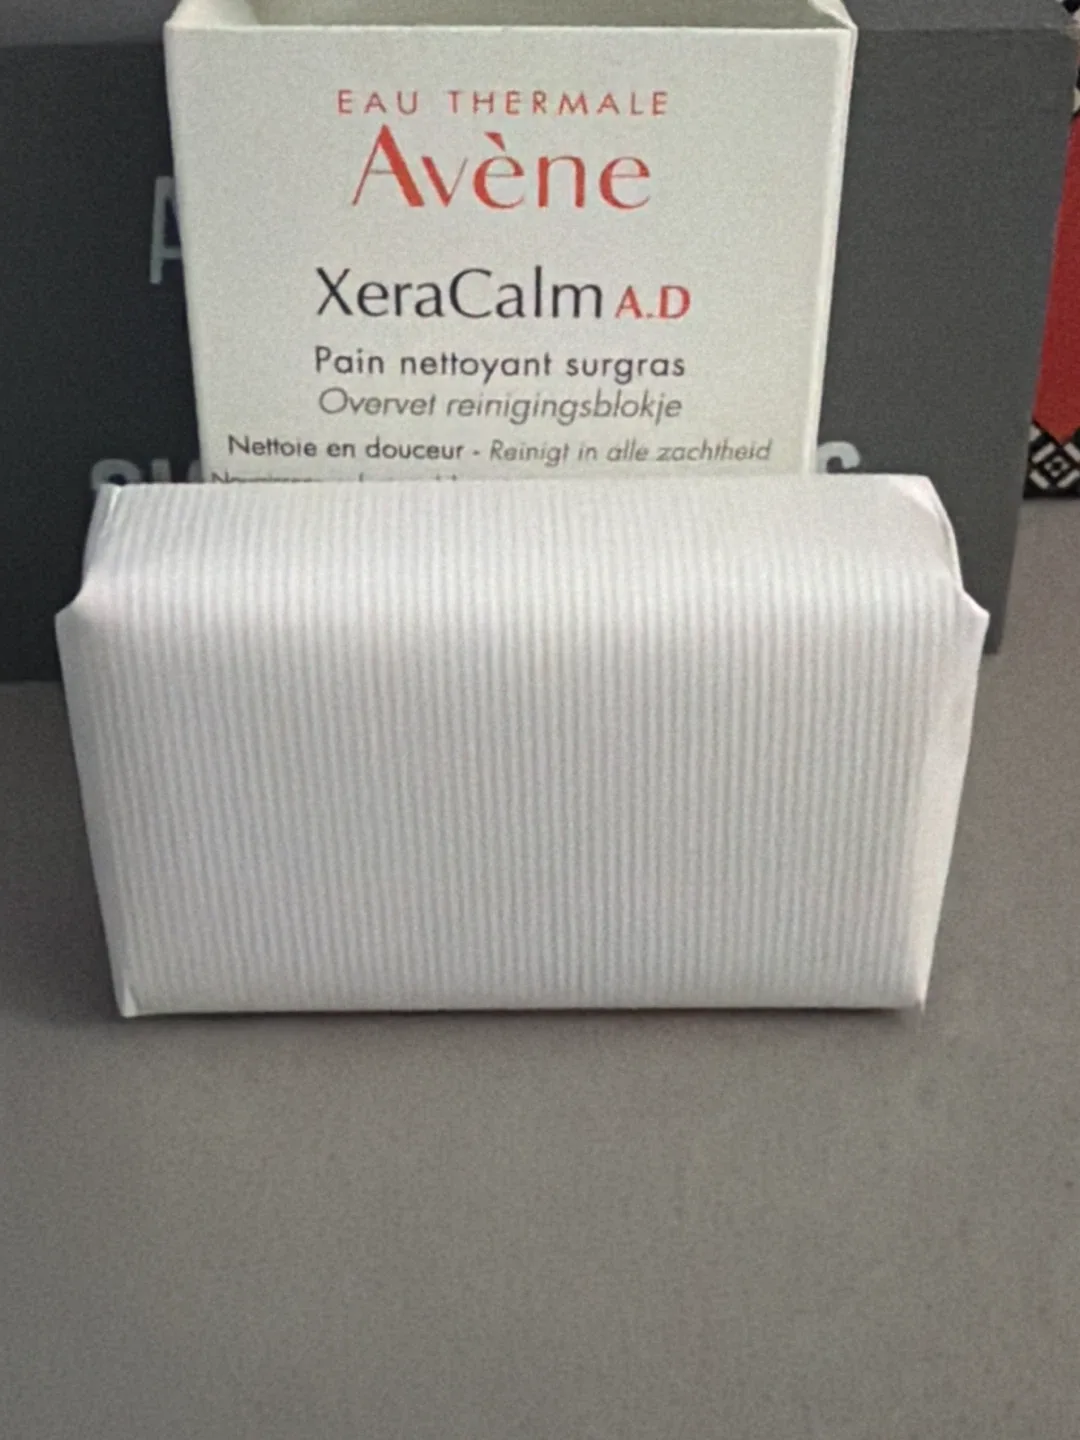 EAU THERMALE
Avène
XeraCalm A.D
Pain nettoyant surgras
Overvet reinigingsblokje
Nettoie en douceur - Reinigt in alle zachtheid